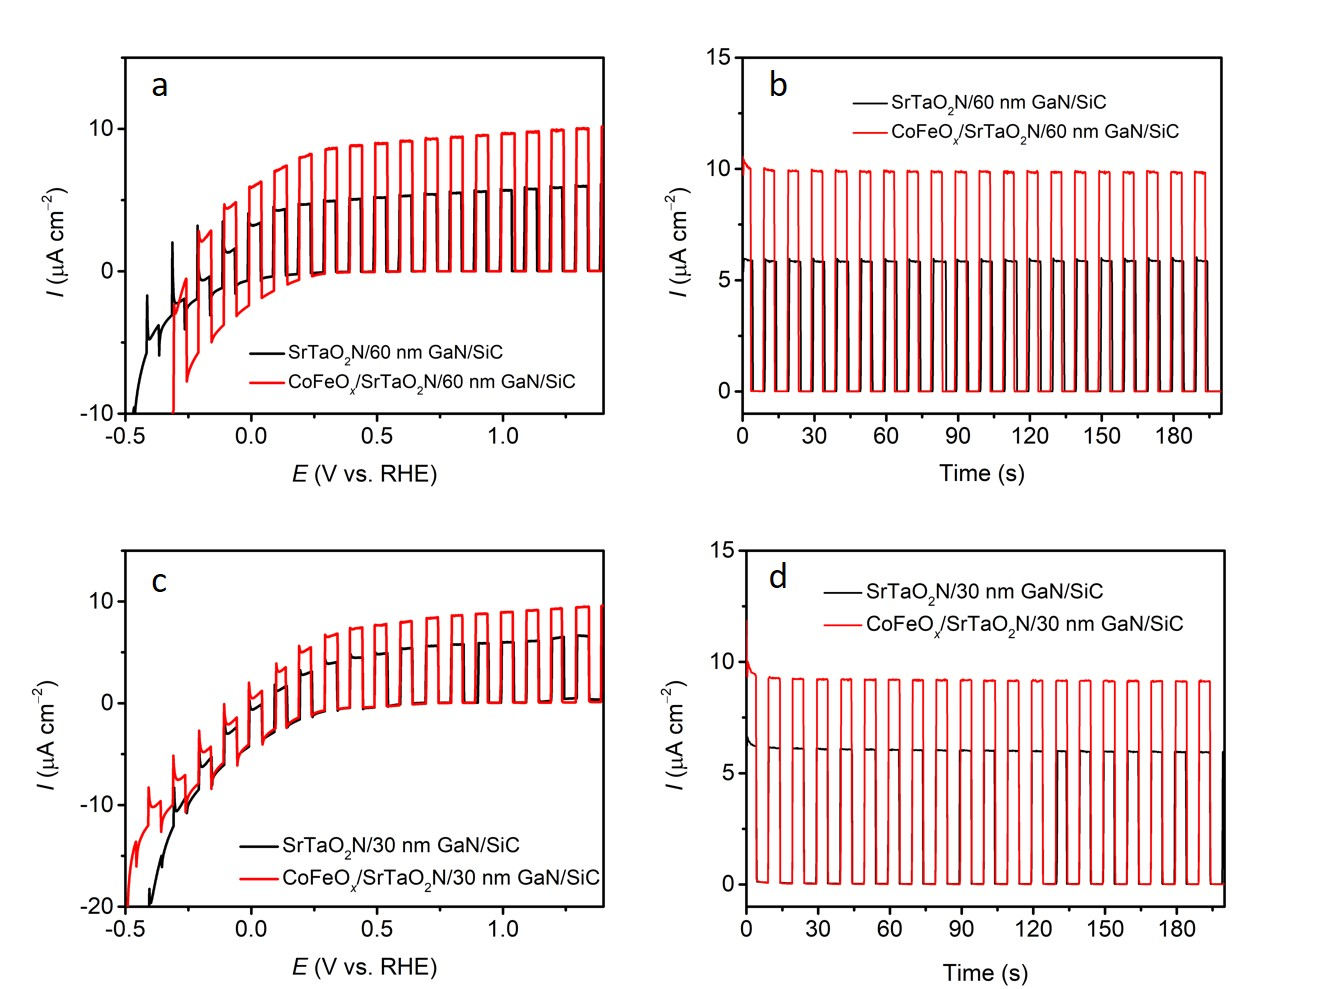 a
10
0
-10
-0.5 0.0 0.5 1.0
I (μA cm⁻²)
E (V vs. RHE)
SrTaO₂N/60 nm GaN/SiC
CoFeOₓ/SrTaO₂N/60 nm GaN/SiC
b
15
10
5
0
0 30 60 90 120 150 180
I (μA cm⁻²)
Time (s)
SrTaO₂N/60 nm GaN/SiC
CoFeOₓ/SrTaO₂N/60 nm GaN/SiC
c
10
0
-10
-20
-0.5 0.0 0.5 1.0
I (μA cm⁻²)
E (V vs. RHE)
SrTaO₂N/30 nm GaN/SiC
CoFeOₓ/SrTaO₂N/30 nm GaN/SiC
d
15
10
5
0
0 30 60 90 120 150 180
I (μA cm⁻²)
Time (s)
SrTaO₂N/30 nm GaN/SiC
CoFeOₓ/SrTaO₂N/30 nm GaN/SiC